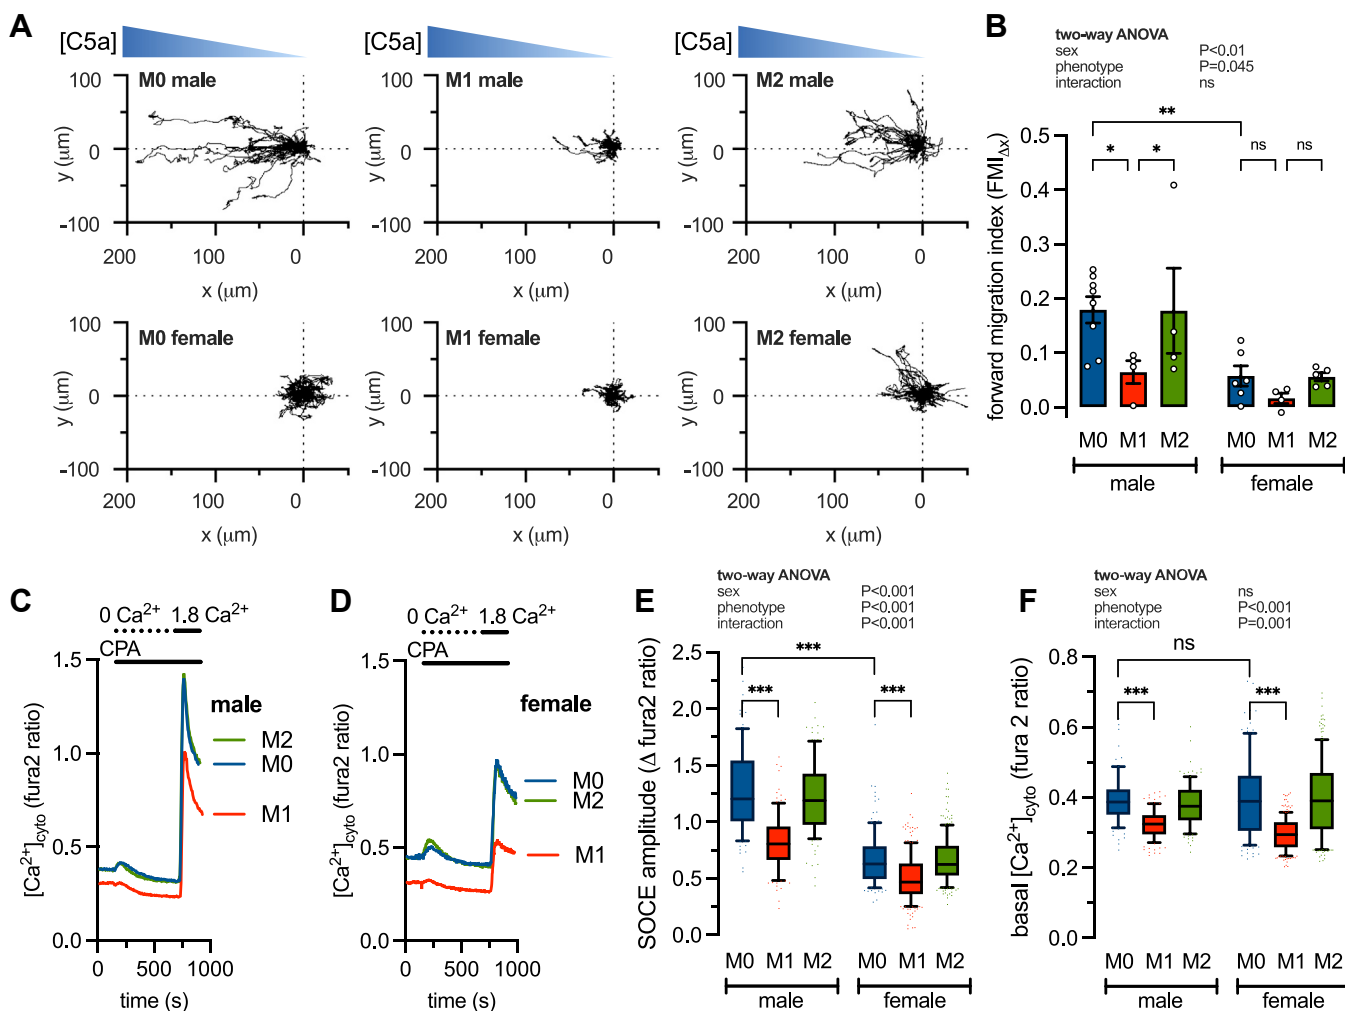 A
[C5a]
[C5a]
[C5a]
M0 male
M1 male
M2 male
100
0
-100
y (μm)
200
100
0
x (μm)
100
0
-100
y (μm)
200
100
0
x (μm)
100
0
-100
y (μm)
200
100
0
x (μm)
M0 female
M1 female
M2 female
100
0
-100
y (μm)
200
100
0
x (μm)
100
0
-100
y (μm)
200
100
0
x (μm)
100
0
-100
y (μm)
200
100
0
x (μm)
B
two-way ANOVA
sex P<0.01
phenotype P=0.045
interaction ns
**
* * ns ns
0.5
0.4
0.3
0.2
0.1
0.0
forward migration index (FMI Δx)
M0 M1 M2 M0 M1 M2
male female
C
0 Ca2+ 1.8 Ca2+
CPA
1.5
1.0
0.5
0.0
[Ca2+]cyto (fura2 ratio)
male
M2
M0
M1
0 500 1000
time (s)
D
0 Ca2+ 1.8 Ca2+
CPA
1.5
1.0
0.5
0.0
[Ca2+]cyto (fura2 ratio)
female
M0
M2
M1
0 500 1000
time (s)
E
two-way ANOVA
sex P<0.001
phenotype P<0.001
interaction P<0.001
***
*** ***
2.5
2.0
1.5
1.0
0.5
0.0
SOCE amplitude (Δ fura2 ratio)
M0 M1 M2 M0 M1 M2
male female
F
two-way ANOVA
sex ns
phenotype P<0.001
interaction P=0.001
ns
*** ***
0.8
0.6
0.4
0.2
0.0
basal [Ca2+]cyto (fura 2 ratio)
M0 M1 M2 M0 M1 M2
male female